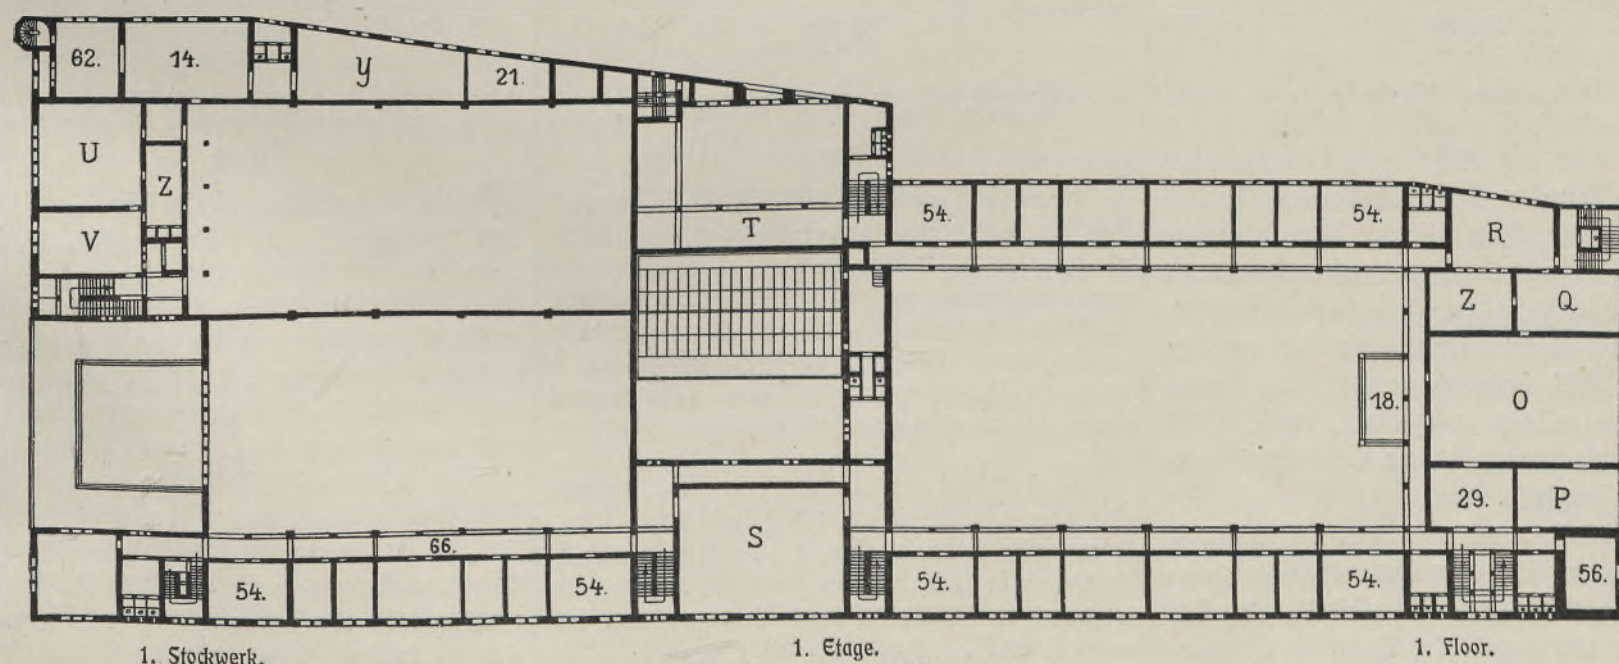 62.
14.
Y
21.
U
Z
V
T
54.
54.
R
Z
Q
18.
O
29.
P
S
66.
54.
54.
54.
54.
56.
1. Stockwerk.
1. Etage.
1. Floor.